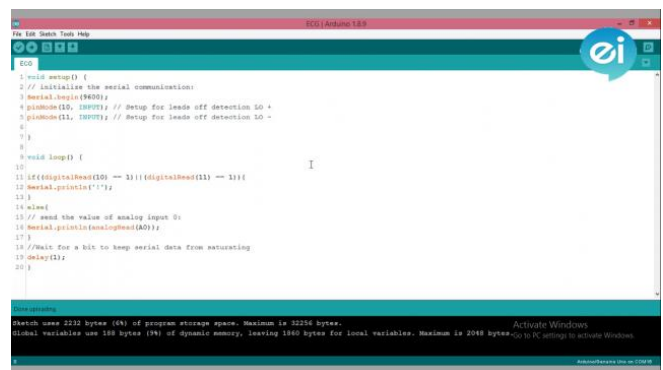 ECG | Arduino 1.8.9
File Edit Sketch Tools Help
ei
ECG
1 void setup() {
2 // initialize the serial communication:
3 Serial.begin(9600);
4 pinMode(10, INPUT); // Setup for leads off detection LO +
5 pinMode(11, INPUT); // Setup for leads off detection LO -
6
7 }
8
9 void loop() {
10
11 if((digitalRead(10) == 1)||(digitalRead(11) == 1)){
12 Serial.println('!');
13 }
14 else{
15 // send the value of analog input 0:
16 Serial.println(analogRead(A0));
17 }
18 //Wait for a bit to keep serial data from saturating
19 delay(1);
20 }
Done uploading.
Sketch uses 2232 bytes (6%) of program storage space. Maximum is 32256 bytes.
Global variables use 188 bytes (9%) of dynamic memory, leaving 1860 bytes for local variables. Maximum is 2048 bytes.
Activate Windows
Go to PC settings to activate Windows.
Arduino/Genuino Uno on